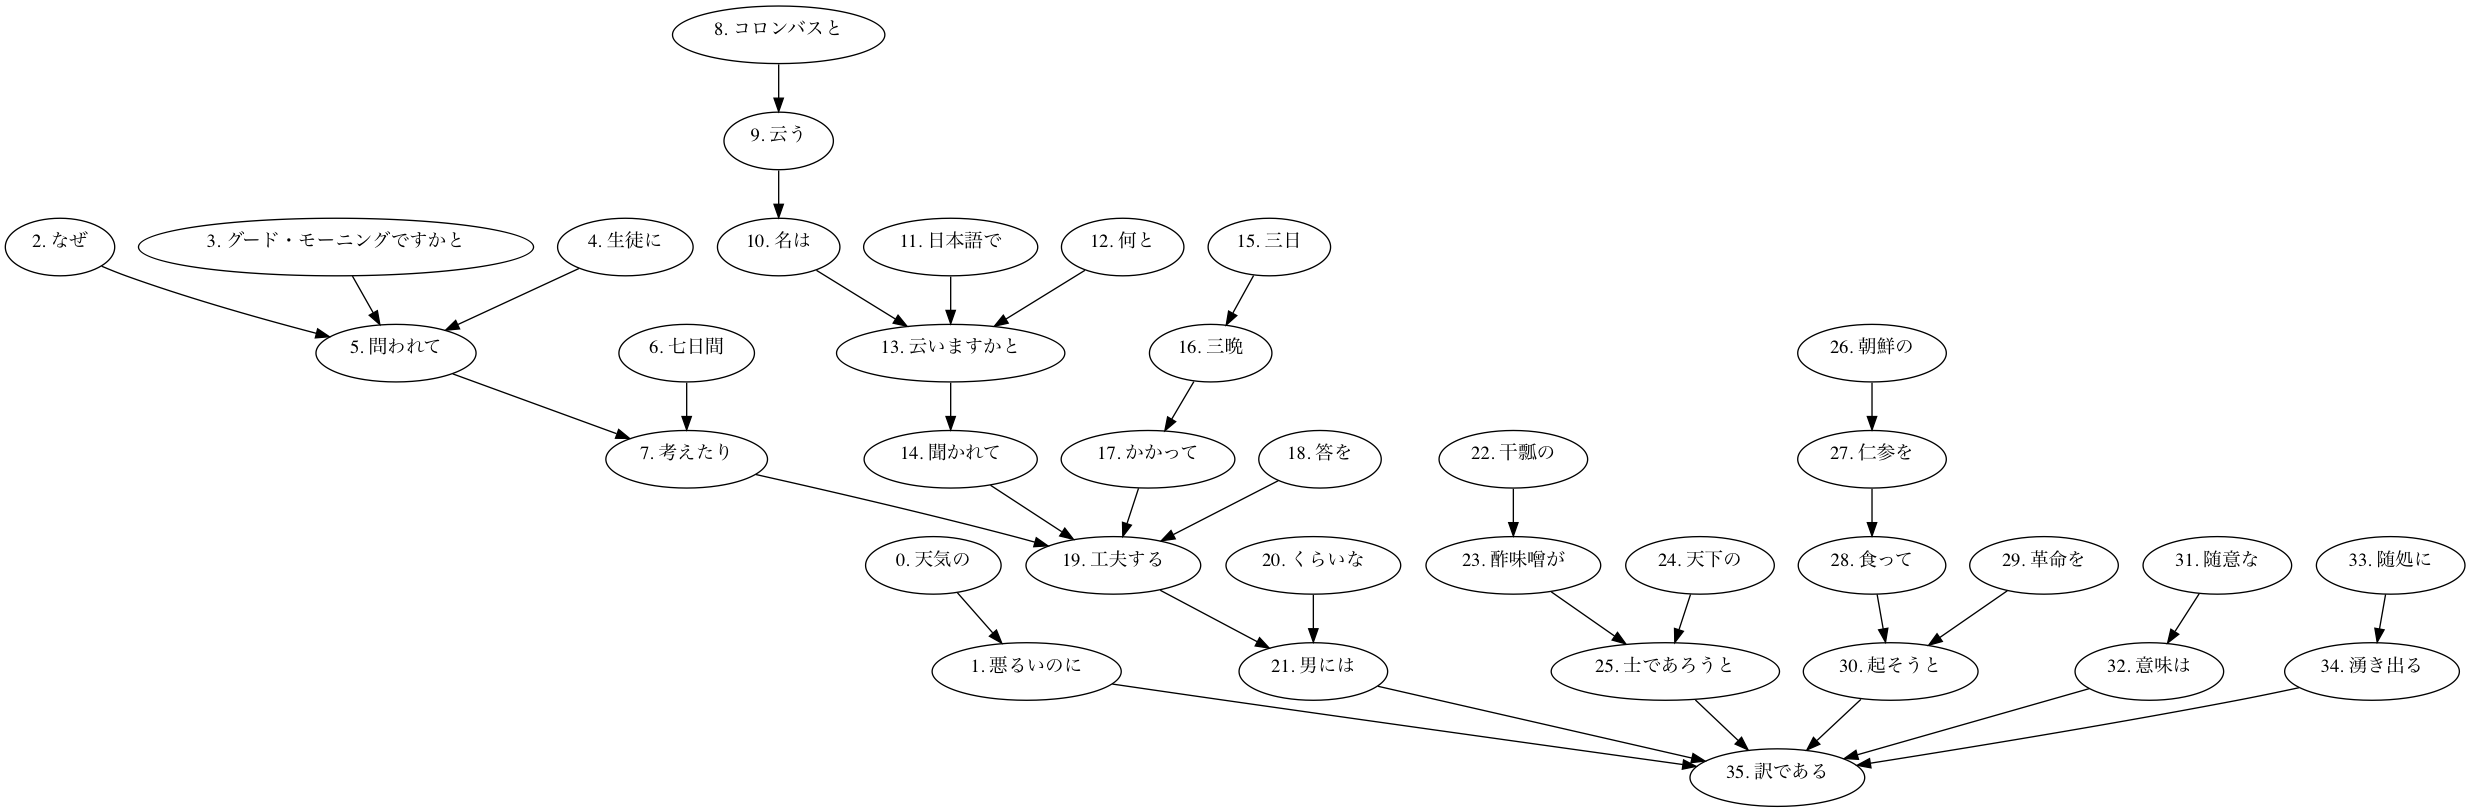 8. コロンバスと
9. 云う
2. なぜ
3. グード・モーニングですかと
4. 生徒に
10. 名は
11. 日本語で
12. 何と
15. 三日
5. 問われて
6. 七日間
13. 云いますかと
16. 三晩
26. 朝鮮の
7. 考えたり
14. 聞かれて
17. かかって
18. 答を
22. 干瓢の
27. 仁参を
0. 天気の
19. 工夫する
20. くらいな
23. 酢味噌が
24. 天下の
28. 食って
29. 革命を
31. 随意な
33. 随処に
1. 悪るいのに
21. 男には
25. 士であろうと
30. 起そうと
32. 意味は
34. 湧き出る
35. 訳である